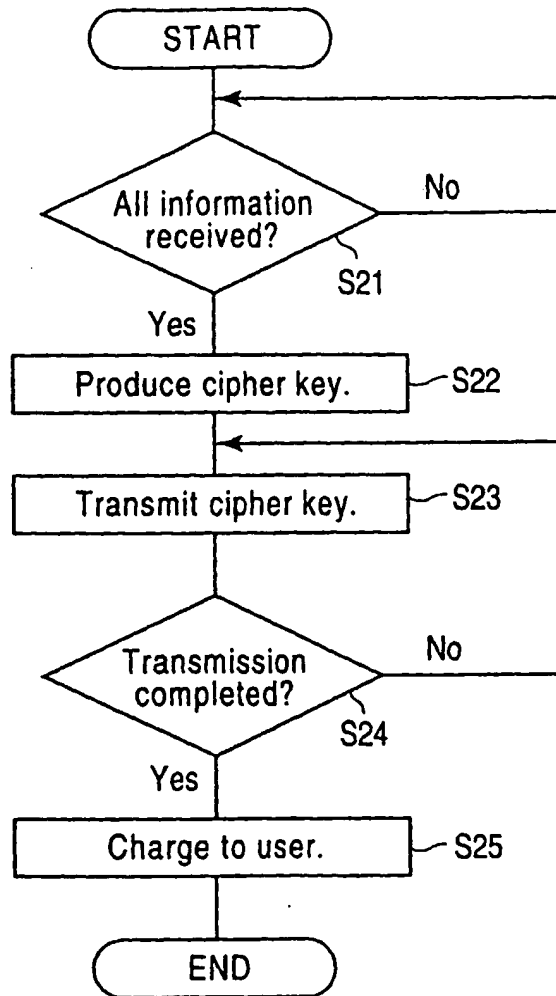 START
All information
received?
No
S21
Yes
Produce cipher key.
S22
Transmit cipher key.
S23
Transmission
completed?
No
S24
Yes
Charge to user.
S25
END